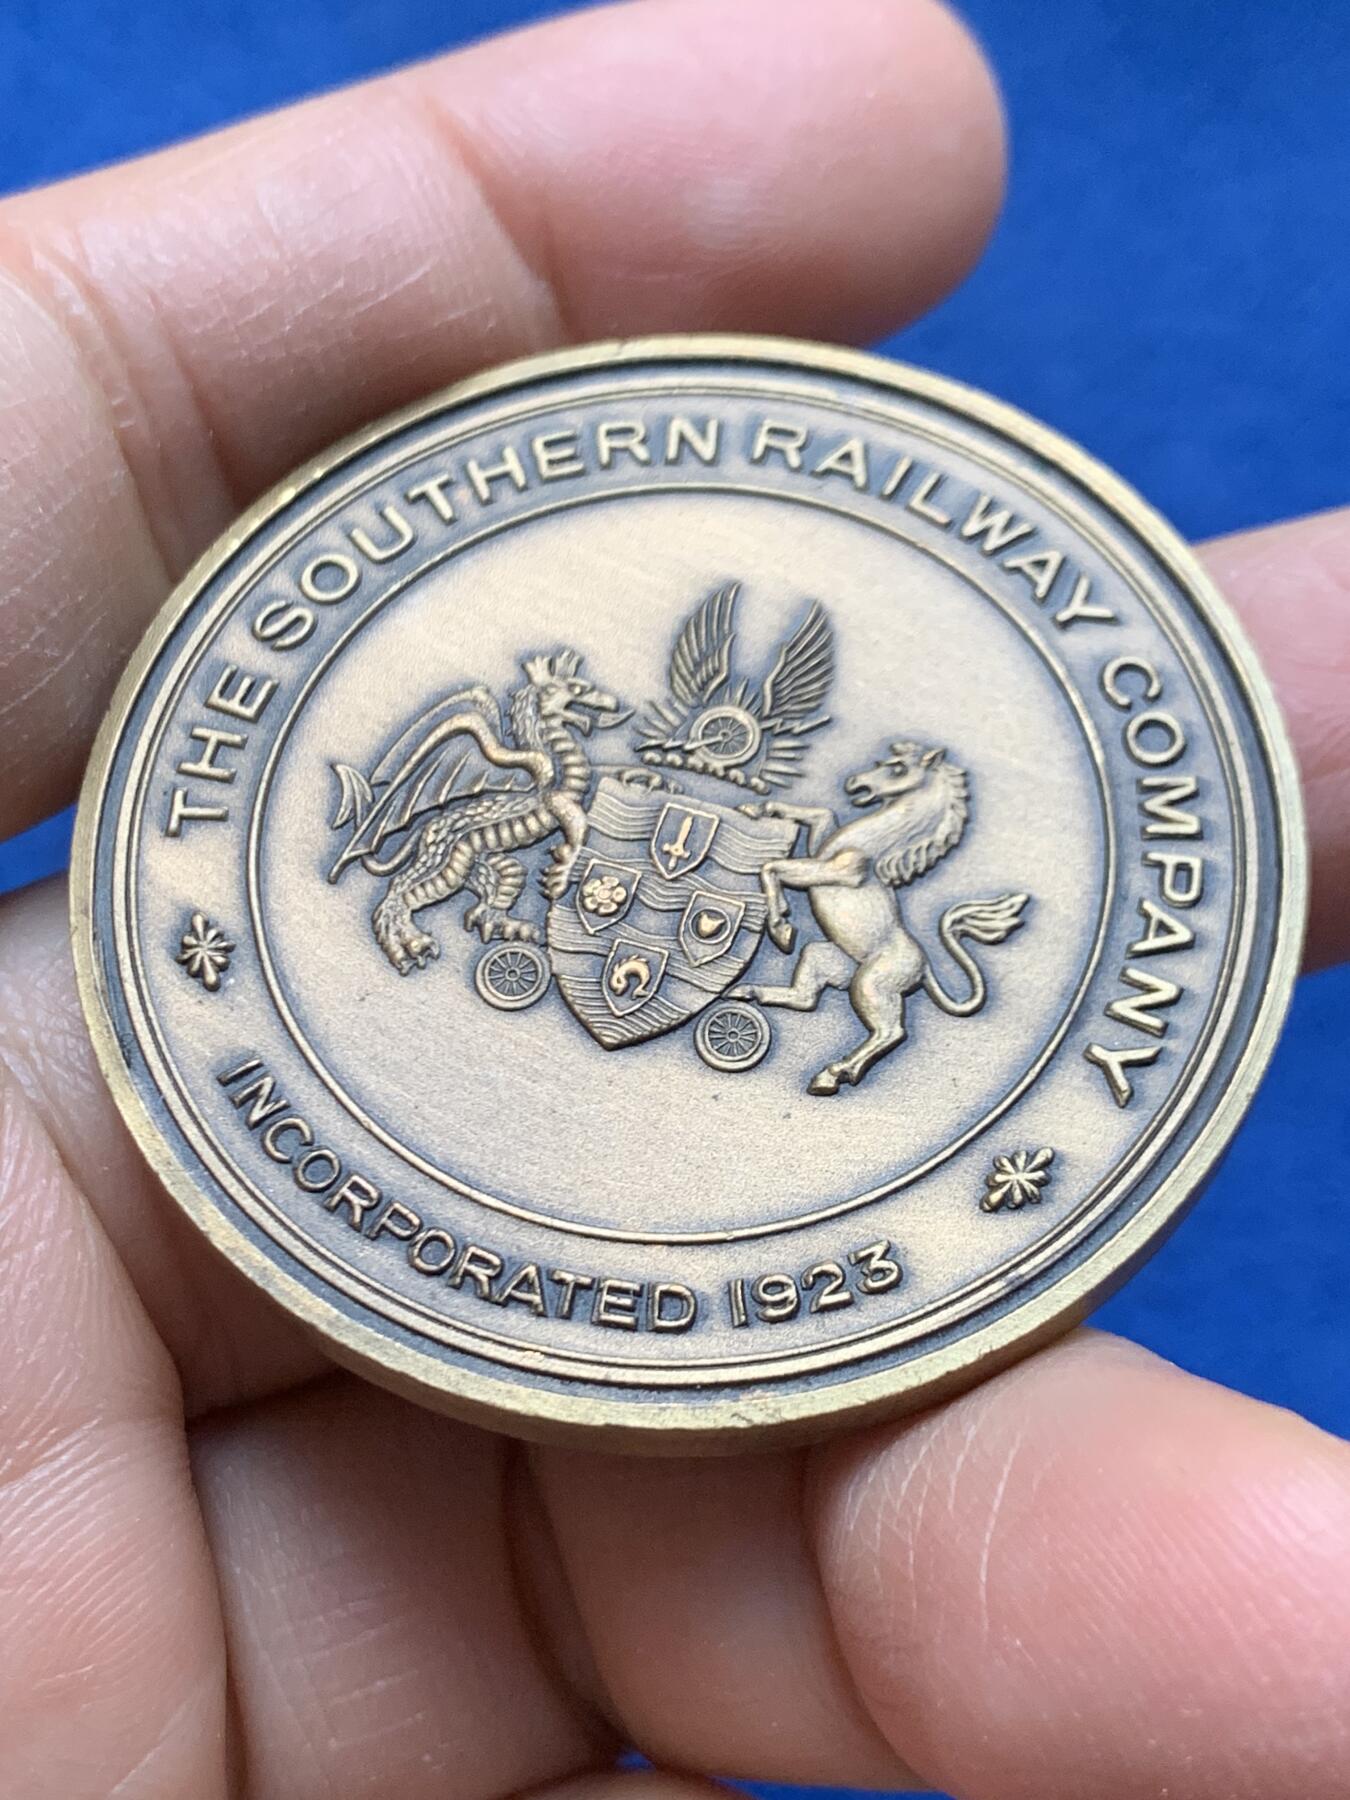 THE SOUTHERN RAILWAY COMPANY
INCORPORATED 1923